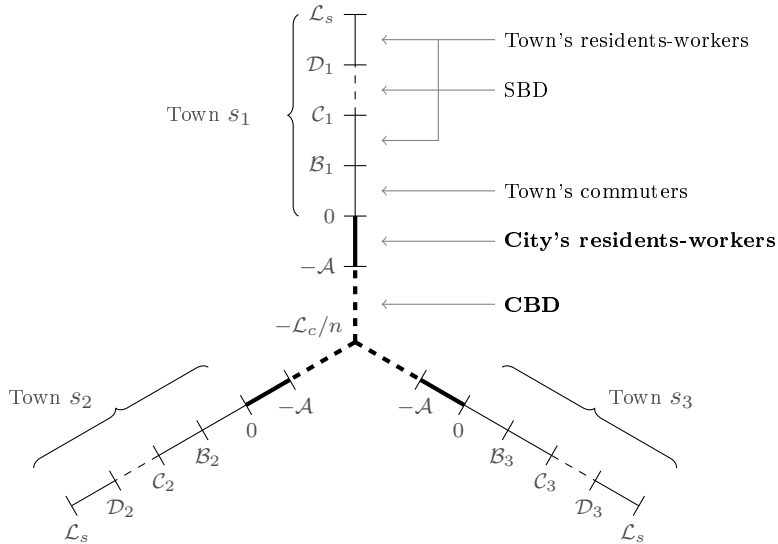 𝓛ₛ
Town's residents-workers
𝓓₁
SBD
Town s₁
𝓒₁
𝓑₁
Town's commuters
0
City's residents-workers
−𝓐
CBD
−𝓛c/n
Town s₂
Town s₃
−𝓐
−𝓐
0
0
𝓑₂
𝓑₃
𝓒₂
𝓒₃
𝓓₂
𝓓₃
𝓛ₛ
𝓛ₛ